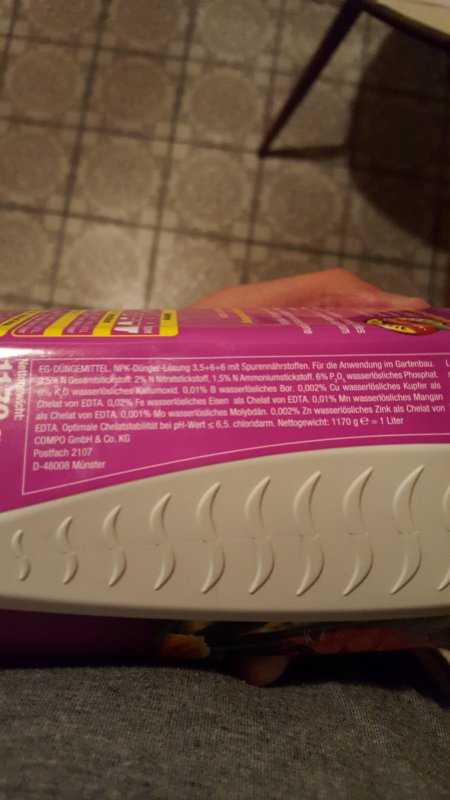 EG-DÜNGEMITTEL. NPK-Dünger-Lösung 3,5+6+6 mit Spurennährstoffen. Für die Anwendung im Gartenbau.
3,5% N Gesamtstickstoff. 2% N Nitratstickstoff, 1,5% N Ammoniumstickstoff. 6% P₂O₅ wasserlösliches Phosphat.
6% K₂O wasserlösliches Kaliumoxid. 0,01% B wasserlösliches Bor. 0,002% Cu wasserlösliches Kupfer als
Chelat von EDTA. 0,02% Fe wasserlösliches Eisen als Chelat von EDTA. 0,01% Mn wasserlösliches Mangan
als Chelat von EDTA. 0,001% Mo wasserlösliches Molybdän. 0,002% Zn wasserlösliches Zink als Chelat von
EDTA. Optimale Chelatstabilität bei pH-Wert ≤ 6,5. chloridarm. Nettogewicht: 1170 g ℮ = 1 Liter
COMPO GmbH & Co. KG
Postfach 2107
D-48008 Münster
Nettogewicht: